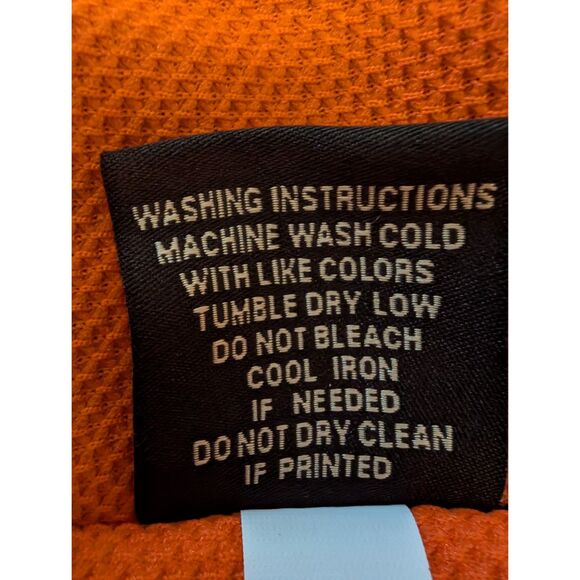 WASHING INSTRUCTIONS
MACHINE WASH COLD
WITH LIKE COLORS
TUMBLE DRY LOW
DO NOT BLEACH
COOL IRON
IF NEEDED
DO NOT DRY CLEAN
IF PRINTED